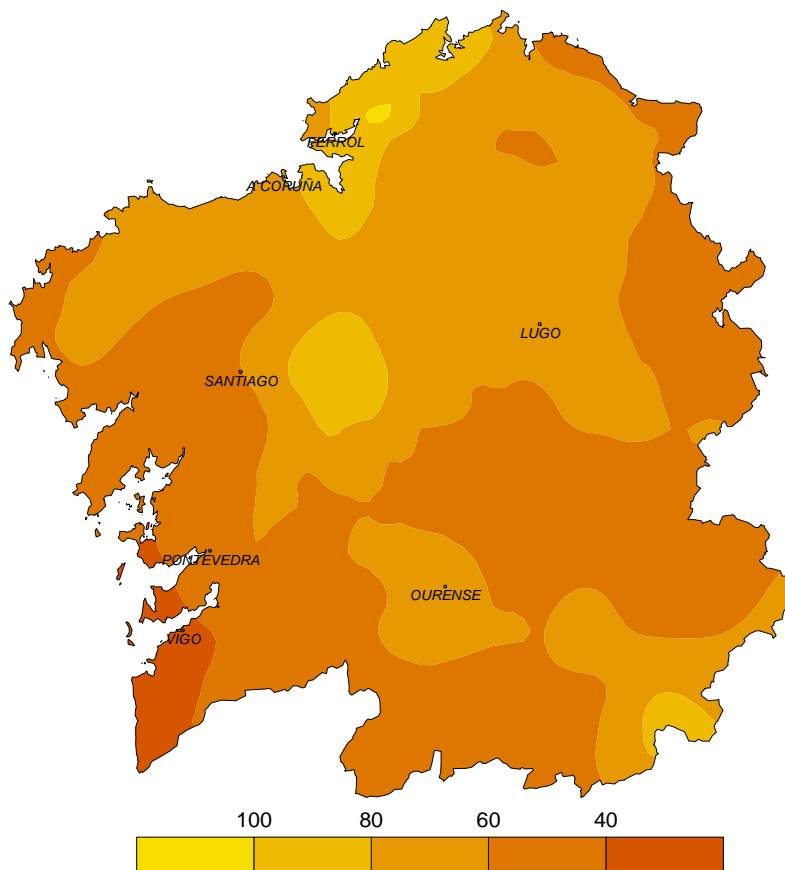 FERROL
A CORUÑA
LUGO
SANTIAGO
PONTEVEDRA
OURENSE
VIGO
100 80 60 40